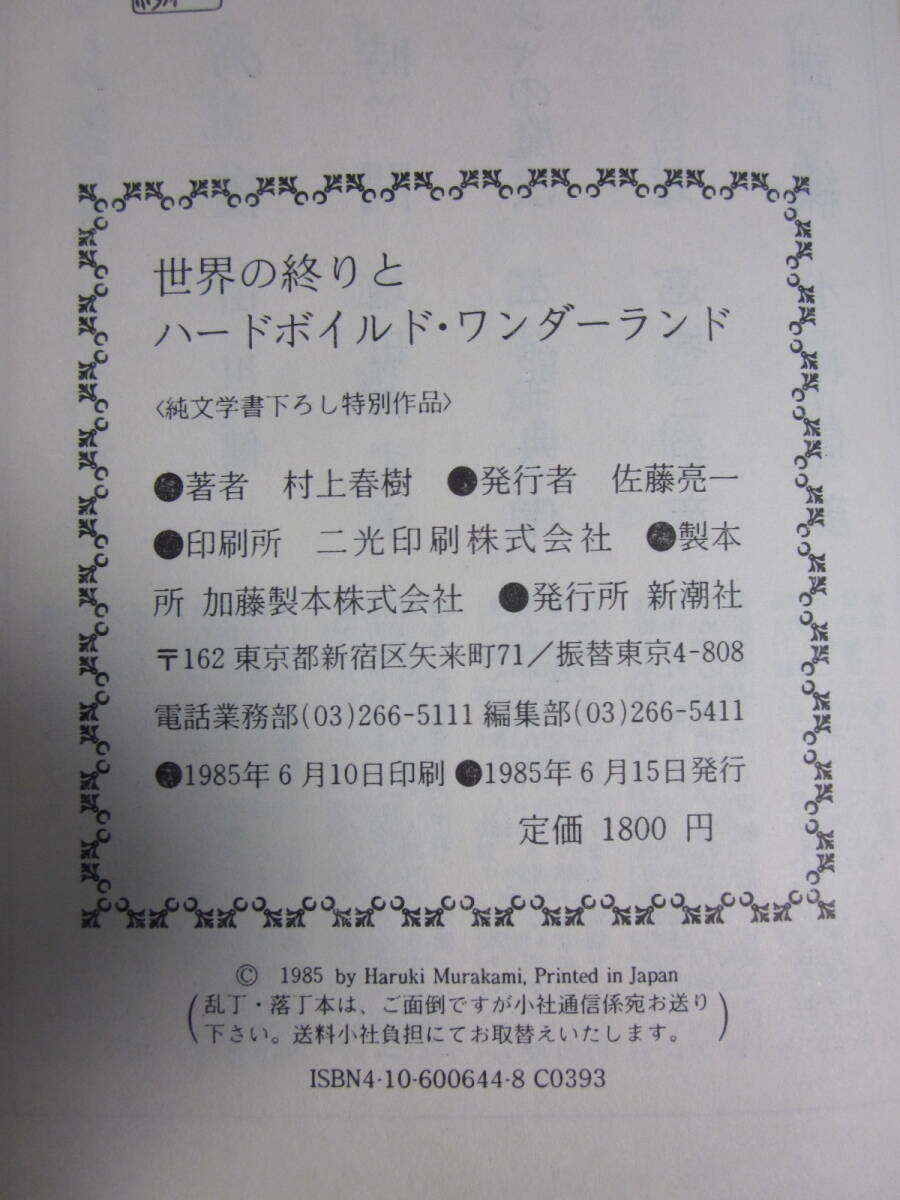 世界の終りと
ハードボイルド・ワンダーランド
〈純文学書下ろし特別作品〉
●著者 村上春樹 ●発行者 佐藤亮一
●印刷所 二光印刷株式会社 ●製本
所 加藤製本株式会社 ●発行所 新潮社
〒162 東京都新宿区矢来町71/振替東京4-808
電話業務部(03)266-5111 編集部(03)266-5411
●1985年6月10日印刷 ●1985年6月15日発行
定価 1800 円
© 1985 by Haruki Murakami, Printed in Japan
(乱丁・落丁本は、ご面倒ですが小社通信係宛お送り
下さい。送料小社負担にてお取替えいたします。)
ISBN4-10-600644-8 C0393